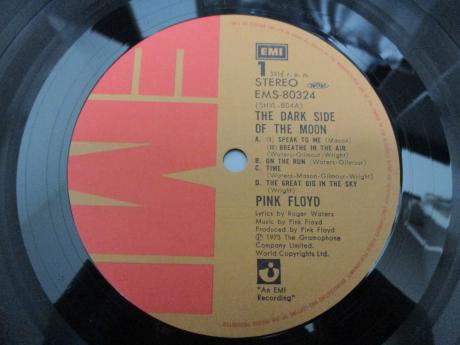 EMI
EMI
1
33⅓ r.p.m.
STEREO
EMS-80324
(SHVL-804A)
THE DARK SIDE
OF THE MOON
A. (I) SPEAK TO ME (Mason)
(II) BREATHE IN THE AIR
(Waters-Gilmour-Wright)
B. ON THE RUN (Waters-Gilmour)
C. TIME
(Waters-Mason-Gilmour-Wright)
D. THE GREAT GIG IN THE SKY
(Wright)
PINK FLOYD
Lyrics by Roger Waters
Music by Pink Floyd
Produced by Pink Floyd
Ⓟ 1973 The Gramophone
Company Limited.
World Copyrights Ltd.
"An EMI
Recording"